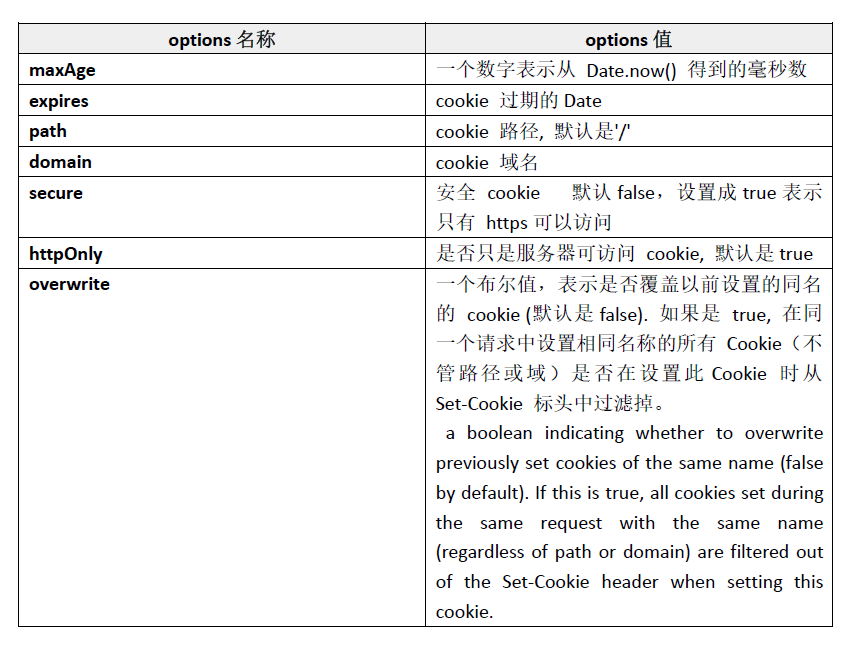 options 名称 options 值
maxAge 一个数字表示从 Date.now() 得到的毫秒数
expires cookie 过期的 Date
path cookie 路径, 默认是'/'
domain cookie 域名
secure 安全 cookie 默认 false，设置成 true 表示
只有 https 可以访问
httpOnly 是否只是服务器可访问 cookie, 默认是 true
overwrite 一个布尔值，表示是否覆盖以前设置的同名
的 cookie (默认是 false). 如果是 true, 在同
一个请求中设置相同名称的所有 Cookie（不
管路径或域）是否在设置此 Cookie 时从
Set-Cookie 标头中过滤掉。
a boolean indicating whether to overwrite
previously set cookies of the same name (false
by default). If this is true, all cookies set during
the same request with the same name
(regardless of path or domain) are filtered out
of the Set-Cookie header when setting this
cookie.